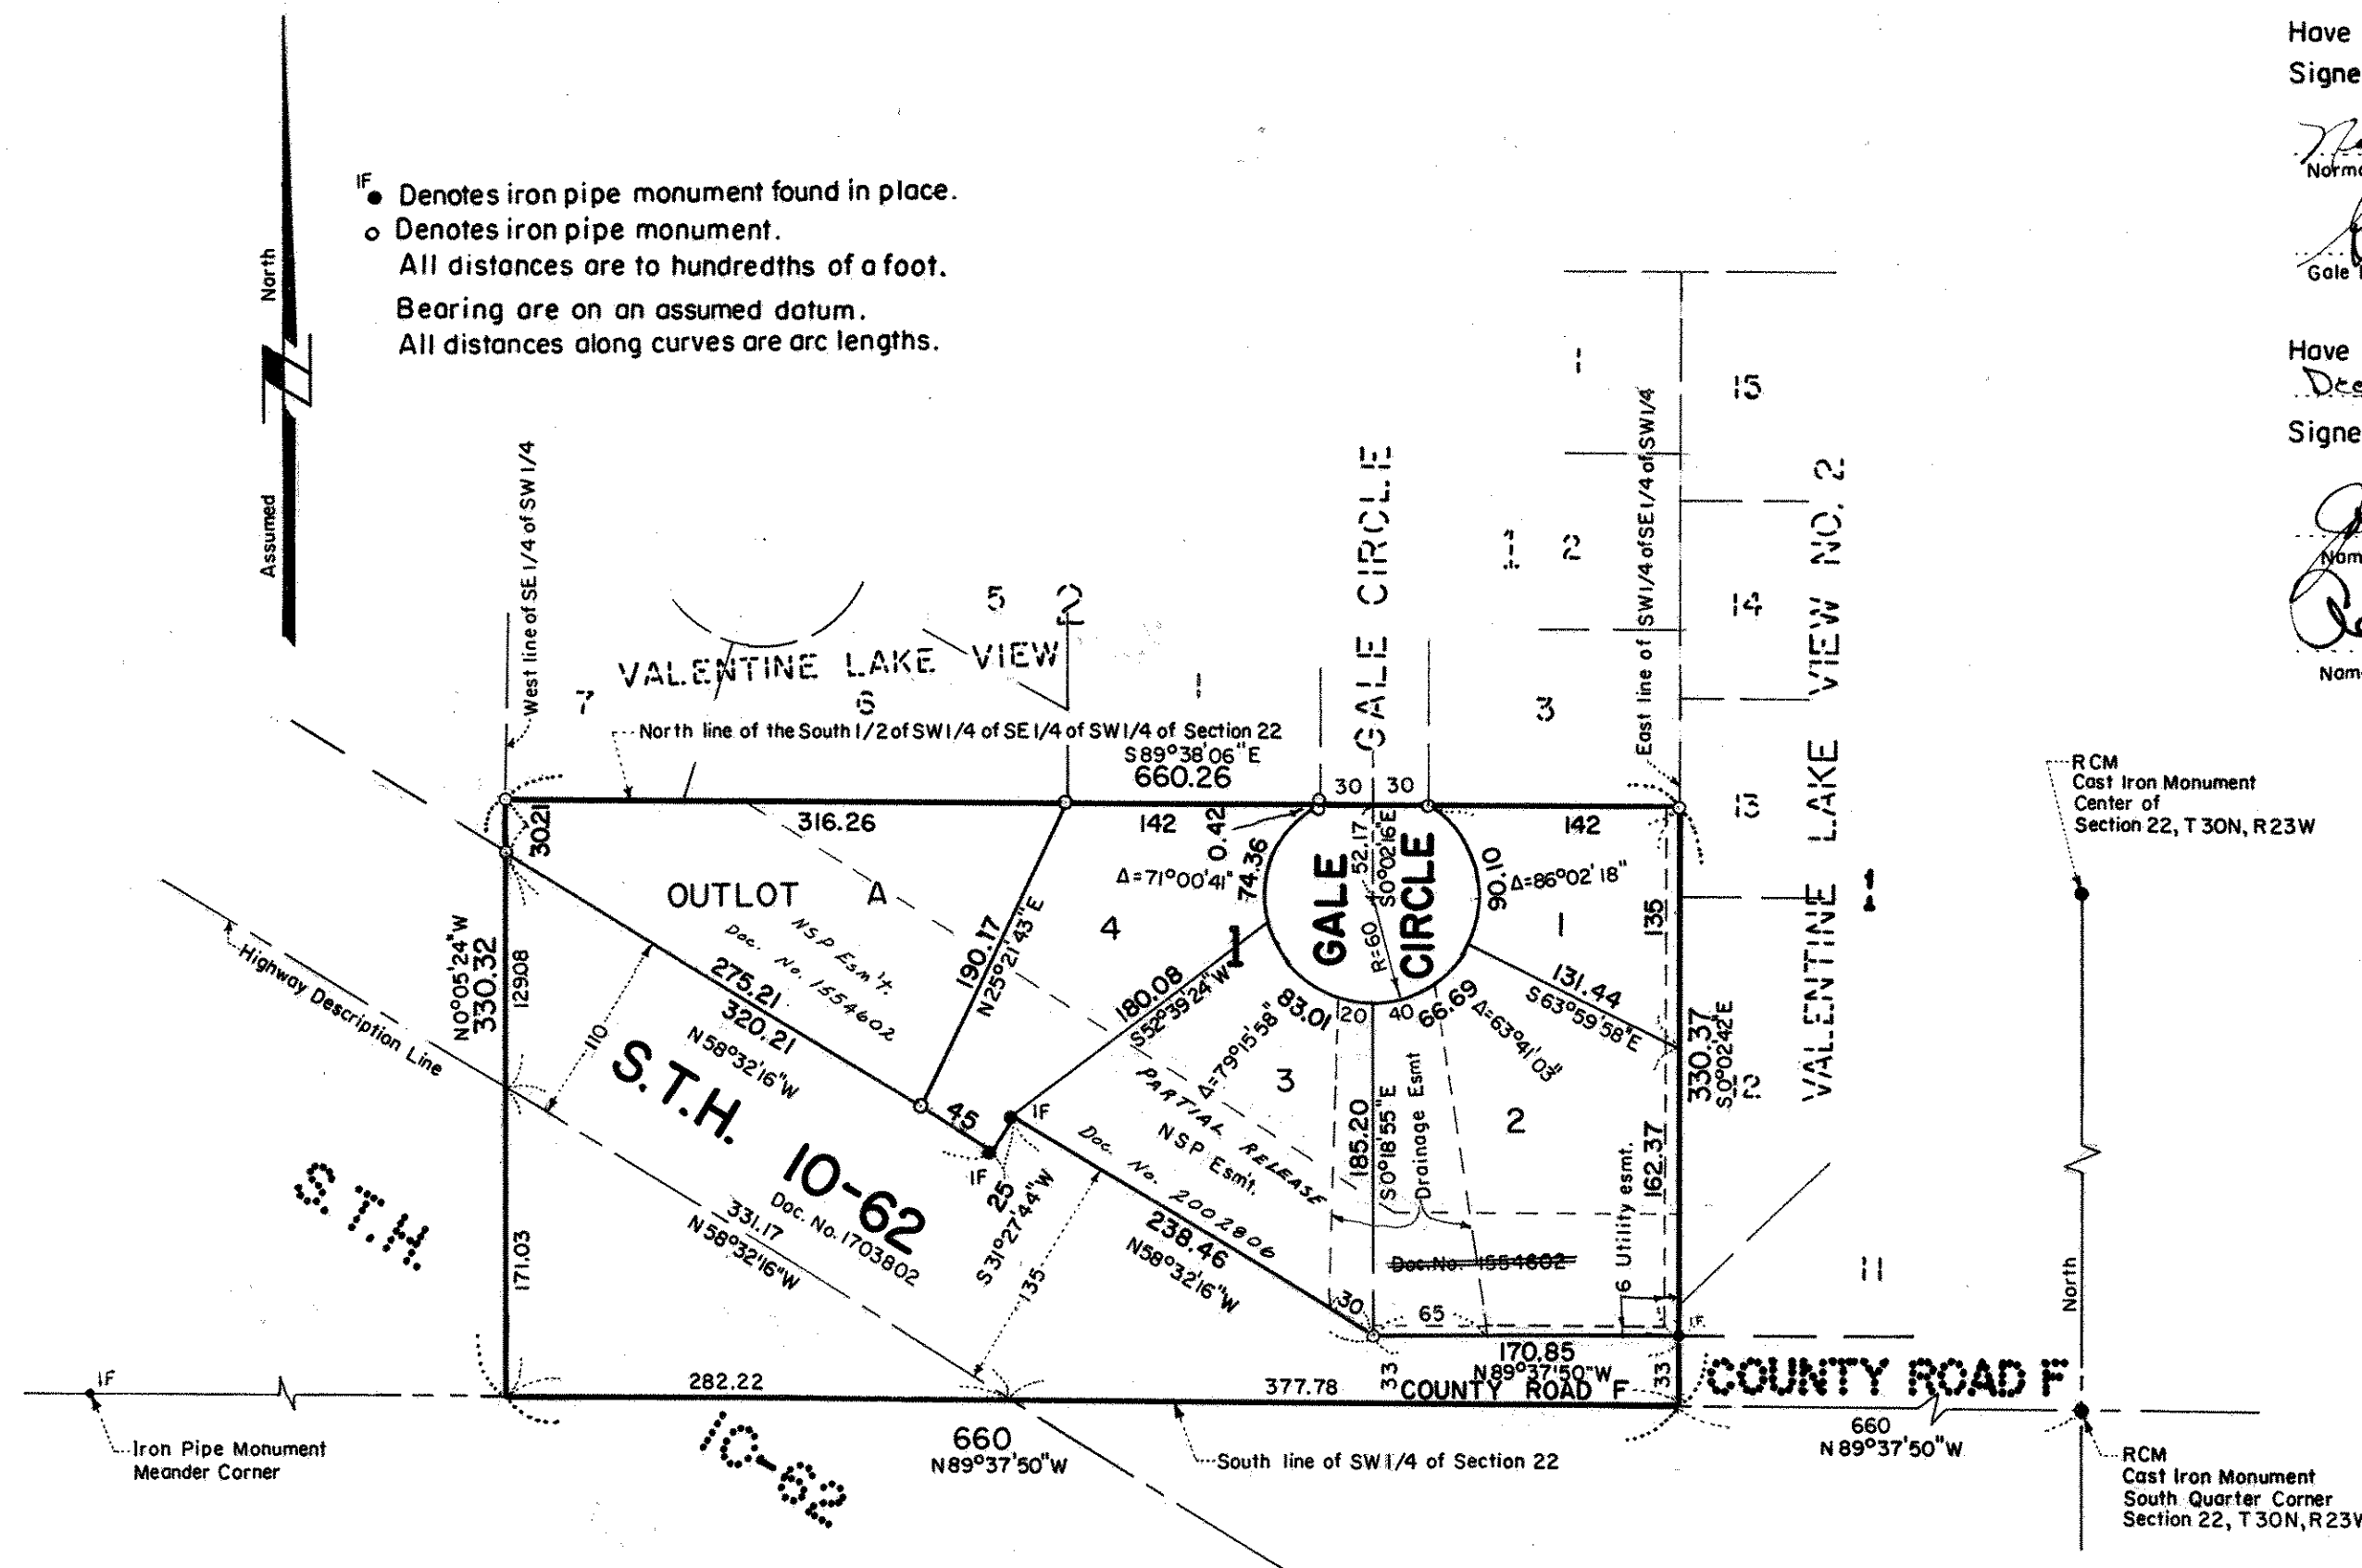 IF Denotes iron pipe monument found in place.
Denotes iron pipe monument.
All distances are to hundredths of a foot.
Bearing are on an assumed datum.
All distances along curves are arc lengths.
North
Assumed
Have
Signe
Norma
Gale
Have
Signe
Nam
Nam
West line of SE 1/4 of SW 1/4
East line of SW1/4 of SE1/4 of SW1/4
GALE CIRCLE
VALENTINE LAKE VIEW NO. 2
VALENTINE LAKE VIEW
5
2
7
6
1
1
1
2
3
15
14
13
1
12
11
North line of the South 1/2 of SW1/4 of SE1/4 of SW1/4 of Section 22
S89°38'06"E
660.26
30
30
316.26
142
0.42
142
30.21
52.17
S0°02'16"E
R=60
GALE
CIRCLE
74.36
Δ=71°00'41"
90.10
Δ=86°02'18"
OUTLOT A
NSP Esm't.
Doc. No. 1554602
275.21
320.21
N58°32'16"W
110
190.17
N25°21'43"E
4
1
1
135
180.08
S52°39'24"W
131.44
S63°59'58"E
83.01
Δ=79°15'58"
20
40
66.69
Δ=63°41'03"
3
2
PARTIAL RELEASE
NSP Esm't.
Doc. No. 2002806
185.20
S0°18'55"E
Drainage Esmt
162.37
330.37
S0°02'42"E
6 Utility esmt.
Doc. No. 1554602
N0°05'24"W
330.32
129.08
171.03
Highway Description Line
S.T.H. 10-62
Doc. No. 1703802
331.17
N58°32'16"W
45
IF
IF
25
S31°27'44"W
135
238.46
N58°32'16"W
30
65
IF
170.85
N89°37'50"W
33
33
COUNTY ROAD F
COUNTY ROAD F
S.T.H.
10-62
282.22
377.78
660
N89°37'50"W
South line of SW 1/4 of Section 22
660
N89°37'50"W
IF
Iron Pipe Monument
Meander Corner
RCM
Cast Iron Monument
Center of
Section 22, T30N, R23W
North
RCM
Cast Iron Monument
South Quarter Corner
Section 22, T30N, R23W